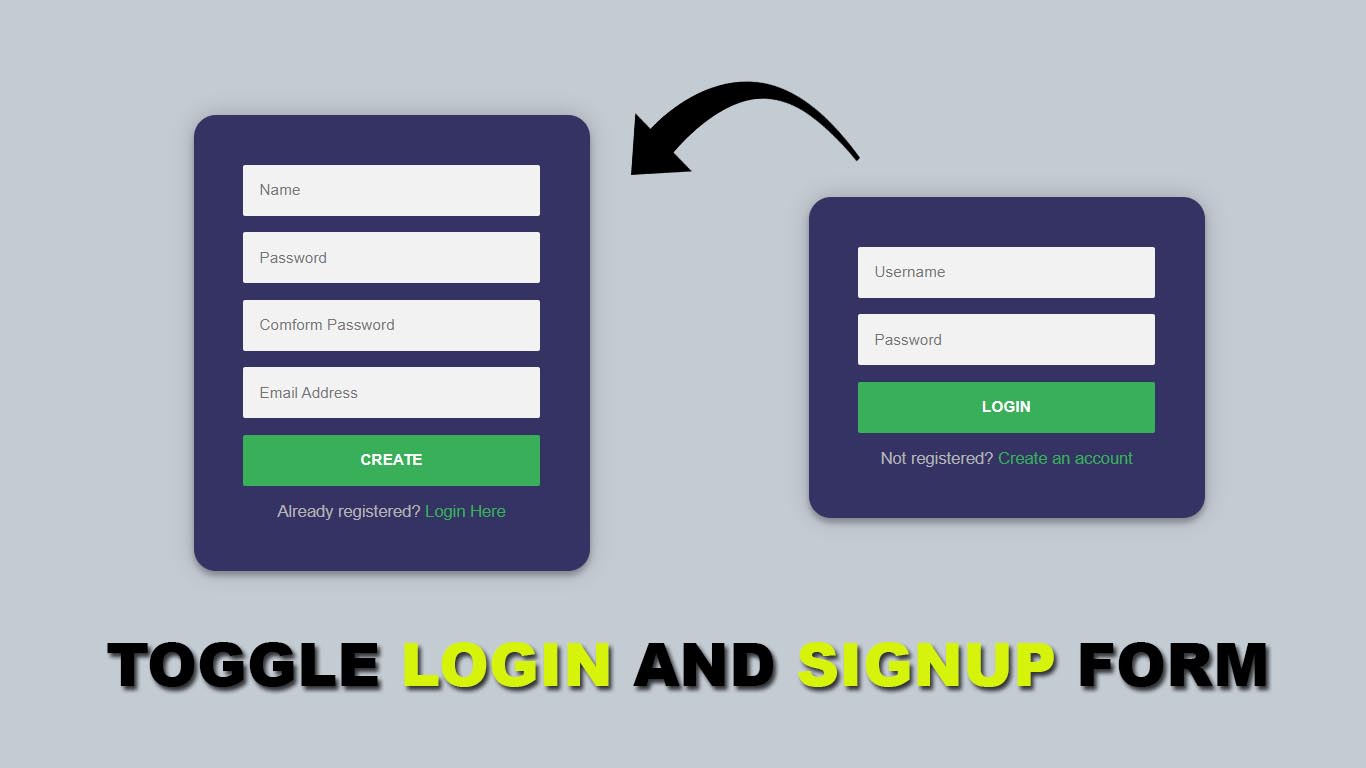 Name
Password
Comform Password
Email Address
CREATE
Already registered? Login Here
Username
Password
LOGIN
Not registered? Create an account
TOGGLE LOGIN AND SIGNUP FORM